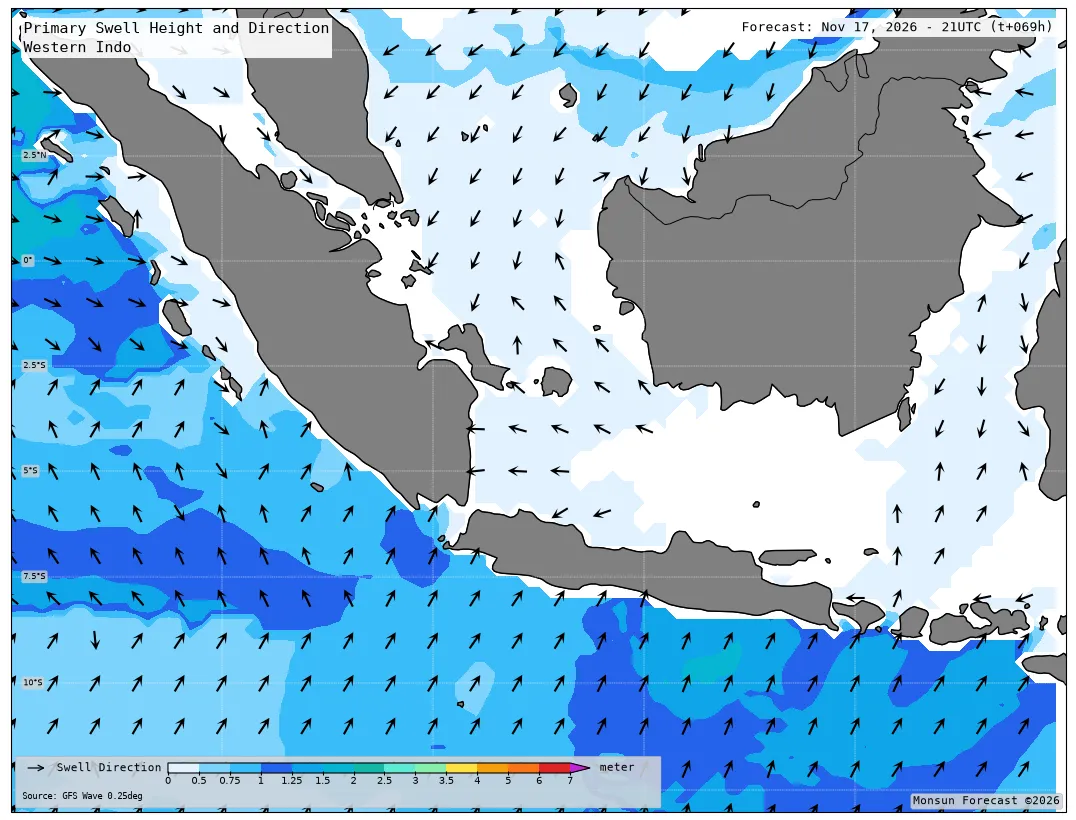 Primary Swell Height and Direction
Western Indo
Forecast: Nov 17, 2026 - 21UTC (t+069h)
2.5°N
0°
2.5°S
5°S
7.5°S
10°S
Swell Direction
0 0.5 0.75 1 1.25 1.5 2 2.5 3 3.5 4 5 6 7
meter
Source: GFS Wave 0.25deg
Monsun Forecast ©2026